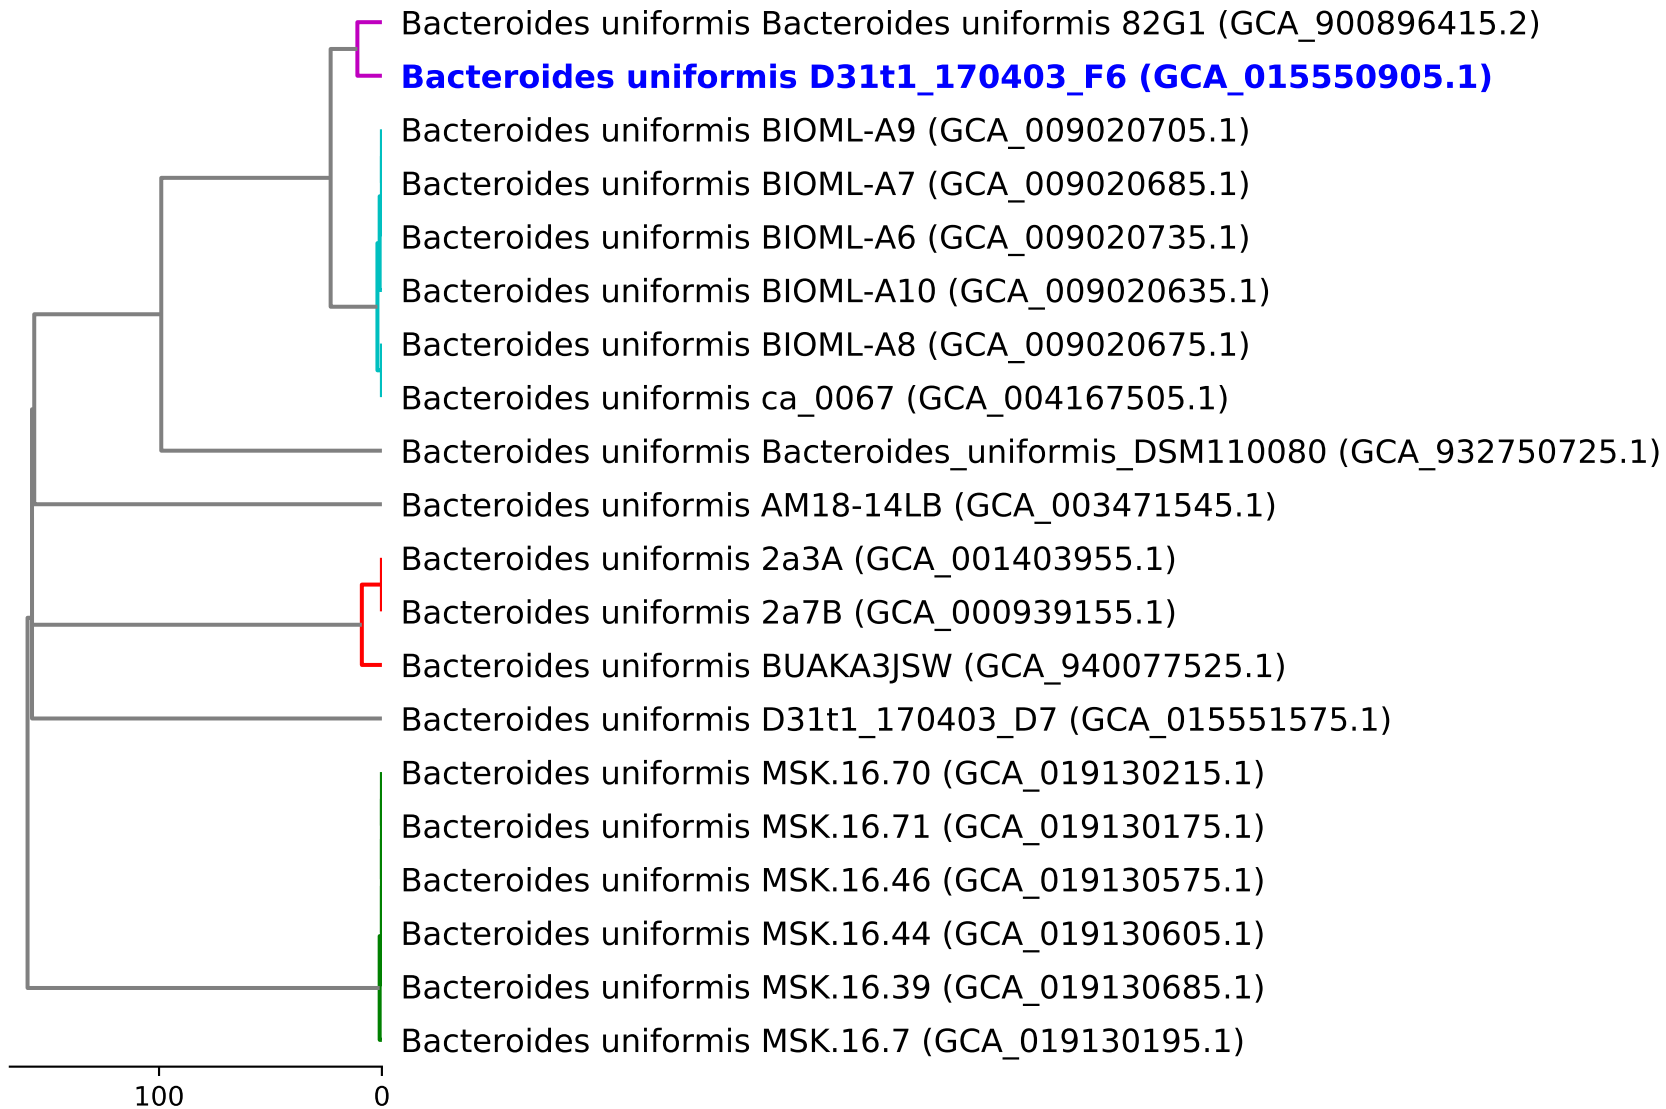 Bacteroides uniformis Bacteroides uniformis 82G1 (GCA_900896415.2)
Bacteroides uniformis D31t1_170403_F6 (GCA_015550905.1)
Bacteroides uniformis BIOML-A9 (GCA_009020705.1)
Bacteroides uniformis BIOML-A7 (GCA_009020685.1)
Bacteroides uniformis BIOML-A6 (GCA_009020735.1)
Bacteroides uniformis BIOML-A10 (GCA_009020635.1)
Bacteroides uniformis BIOML-A8 (GCA_009020675.1)
Bacteroides uniformis ca_0067 (GCA_004167505.1)
Bacteroides uniformis Bacteroides_uniformis_DSM110080 (GCA_932750725.1)
Bacteroides uniformis AM18-14LB (GCA_003471545.1)
Bacteroides uniformis 2a3A (GCA_001403955.1)
Bacteroides uniformis 2a7B (GCA_000939155.1)
Bacteroides uniformis BUAKA3JSW (GCA_940077525.1)
Bacteroides uniformis D31t1_170403_D7 (GCA_015551575.1)
Bacteroides uniformis MSK.16.70 (GCA_019130215.1)
Bacteroides uniformis MSK.16.71 (GCA_019130175.1)
Bacteroides uniformis MSK.16.46 (GCA_019130575.1)
Bacteroides uniformis MSK.16.44 (GCA_019130605.1)
Bacteroides uniformis MSK.16.39 (GCA_019130685.1)
Bacteroides uniformis MSK.16.7 (GCA_019130195.1)
100 0